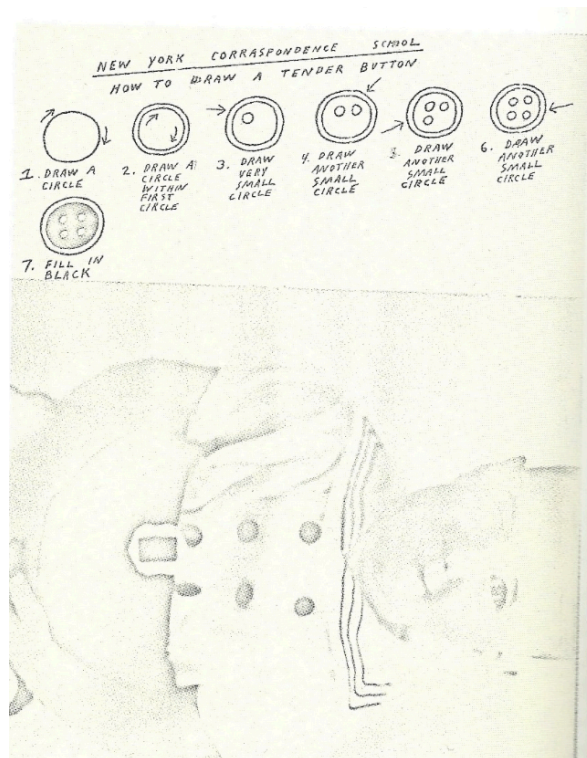 NEW YORK CORRASPONDENCE SCHOOL
HOW TO DRAW A TENDER BUTTON
1. DRAW A
CIRCLE
2. DRAW A
CIRCLE
WITHIN
FIRST
CIRCLE
3. DRAW
VERY
SMALL
CIRCLE
4. DRAW
ANOTHER
SMALL
CIRCLE
5. DRAW
ANOTHER
SMALL
CIRCLE
6. DRAW
ANOTHER
SMALL
CIRCLE
7. FILL IN
BLACK